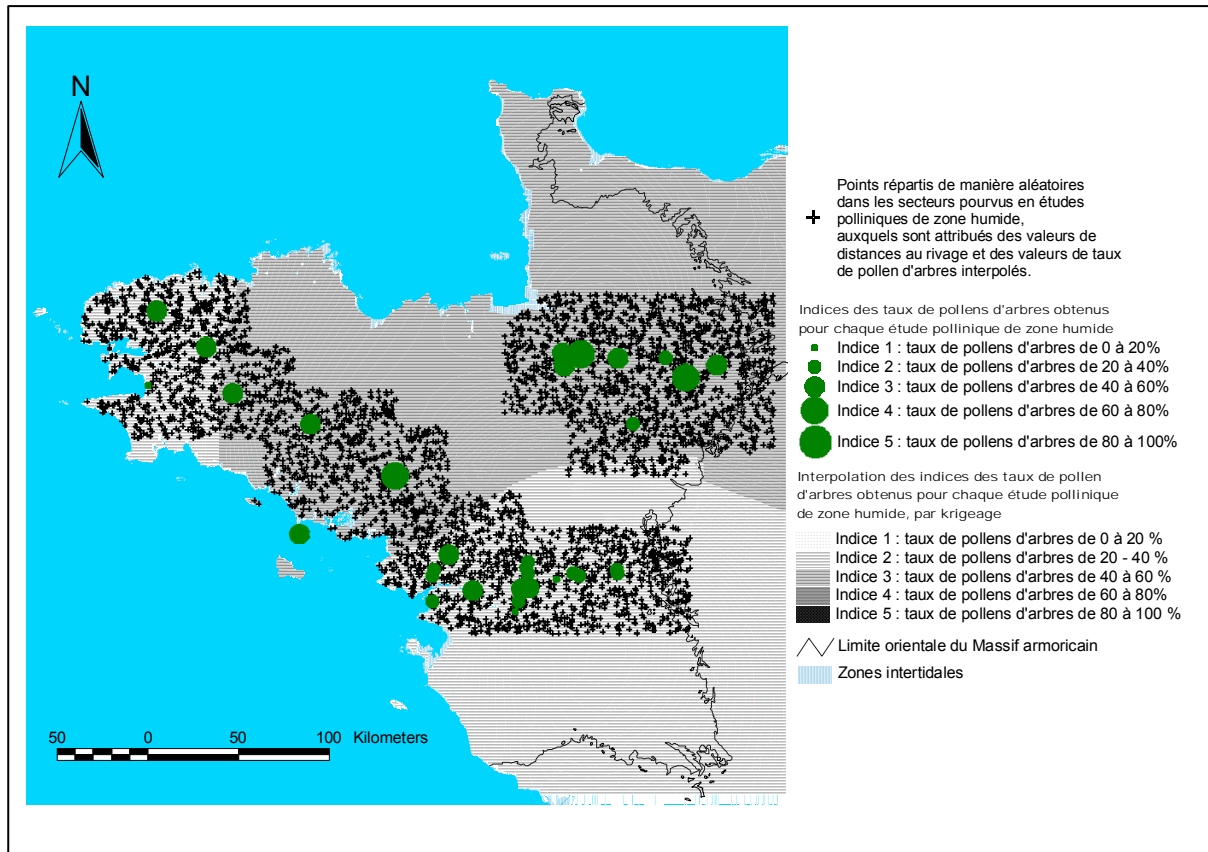 N
Points répartis de manière aléatoires
dans les secteurs pourvus en études
polliniques de zone humide,
auxquels sont attribués des valeurs de
distances au rivage et des valeurs de taux
de pollen d'arbres interpolés.
Indices des taux de pollens d'arbres obtenus
pour chaque étude pollinique de zone humide
Indice 1 : taux de pollens d'arbres de 0 à 20%
Indice 2 : taux de pollens d'arbres de 20 à 40%
Indice 3 : taux de pollens d'arbres de 40 à 60%
Indice 4 : taux de pollens d'arbres de 60 à 80%
Indice 5 : taux de pollens d'arbres de 80 à 100%
Interpolation des indices des taux de pollen
d'arbres obtenus pour chaque étude pollinique
de zone humide, par krigeage
Indice 1 : taux de pollens d'arbres de 0 à 20 %
Indice 2 : taux de pollens d'arbres de 20 - 40 %
Indice 3 : taux de pollens d'arbres de 40 à 60 %
Indice 4 : taux de pollens d'arbres de 60 à 80%
Indice 5 : taux de pollens d'arbres de 80 à 100 %
Limite orientale du Massif armoricain
Zones intertidales
50 0 50 100 Kilometers